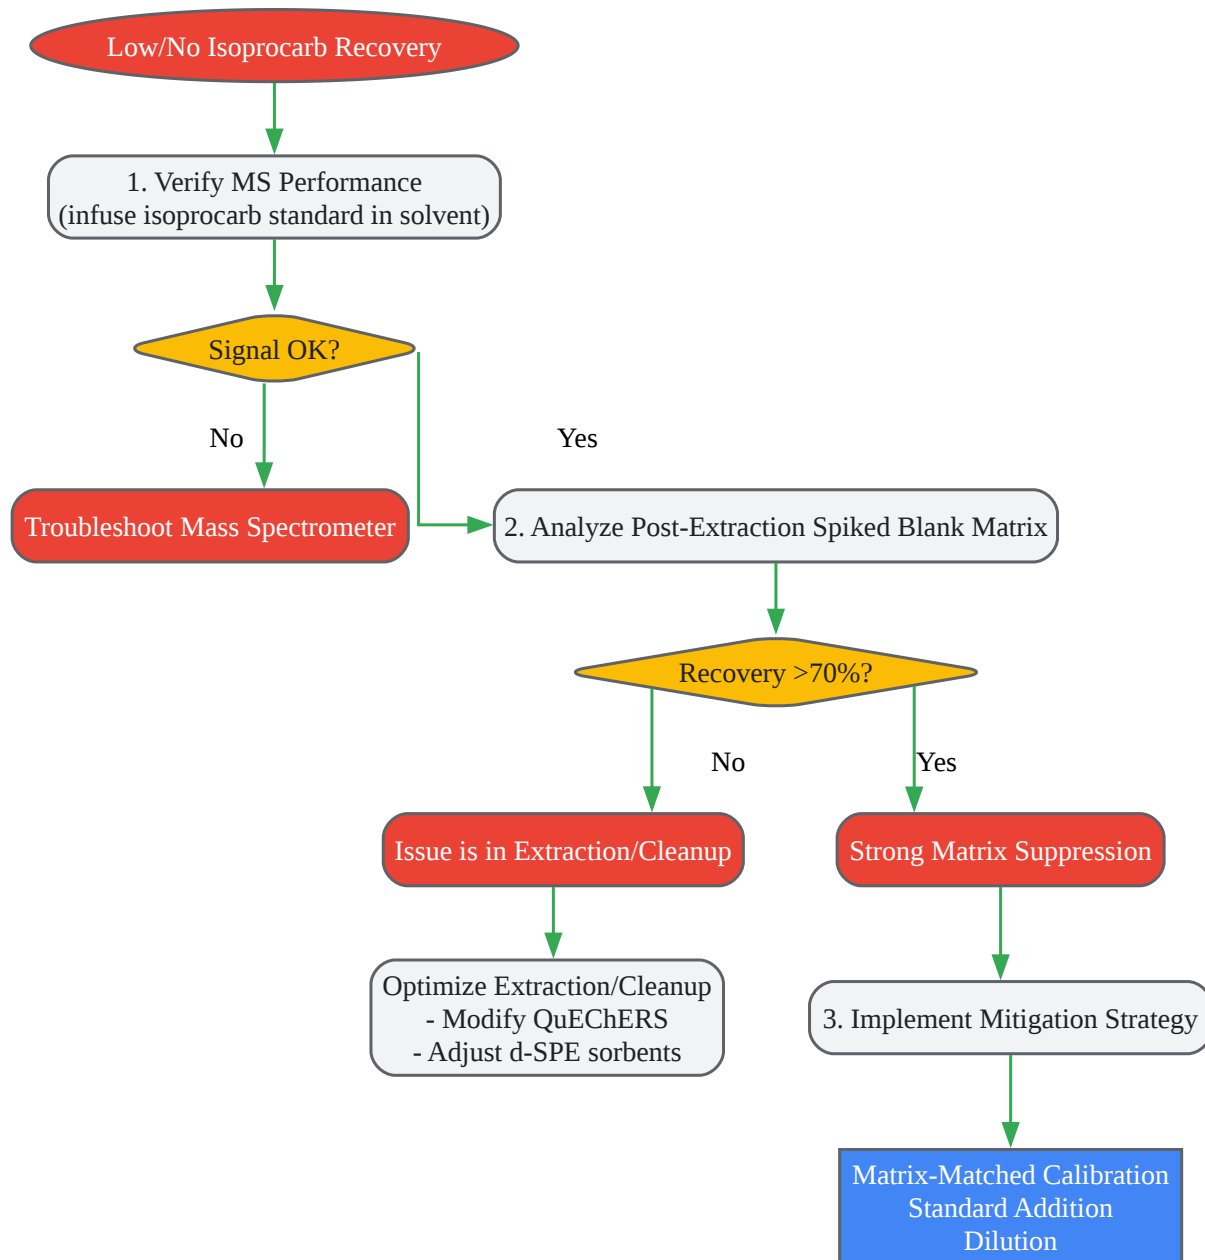 Low/No Isoprocarb Recovery
1. Verify MS Performance
(infuse isoprocarb standard in solvent)
Signal OK?
No
Yes
Troubleshoot Mass Spectrometer
2. Analyze Post-Extraction Spiked Blank Matrix
Recovery >70%?
No
Yes
Issue is in Extraction/Cleanup
Strong Matrix Suppression
Optimize Extraction/Cleanup
- Modify QuEChERS
- Adjust d-SPE sorbents
3. Implement Mitigation Strategy
Matrix-Matched Calibration
Standard Addition
Dilution